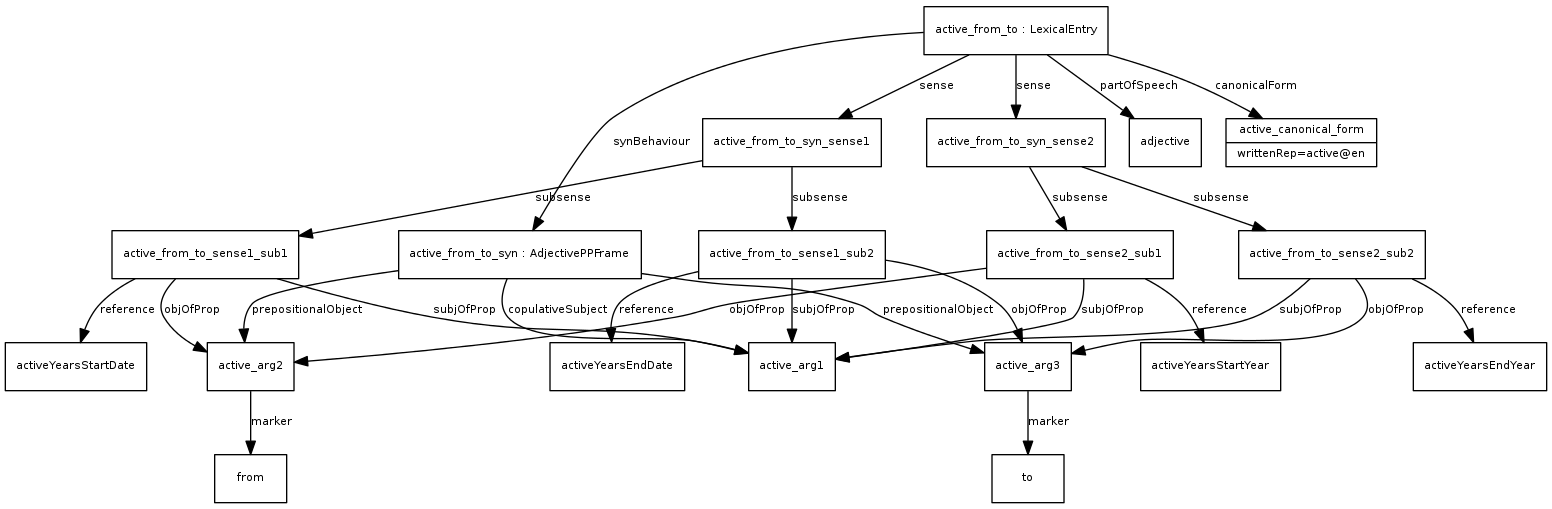 active_from_to : LexicalEntry
sense
sense
partOfSpeech
canonicalForm
synBehaviour
active_from_to_syn_sense1
active_from_to_syn_sense2
adjective
active_canonical_form
writtenRep=active@en
subsense
subsense
subsense
subsense
active_from_to_sense1_sub1
active_from_to_syn : AdjectivePPFrame
active_from_to_sense1_sub2
active_from_to_sense2_sub1
active_from_to_sense2_sub2
reference
objOfProp
prepositionalObject
subjOfProp
copulativeSubject
reference
objOfProp
subjOfProp
prepositionalObject
objOfProp
subjOfProp
reference
subjOfProp
objOfProp
reference
activeYearsStartDate
active_arg2
activeYearsEndDate
active_arg1
active_arg3
activeYearsStartYear
activeYearsEndYear
marker
marker
from
to